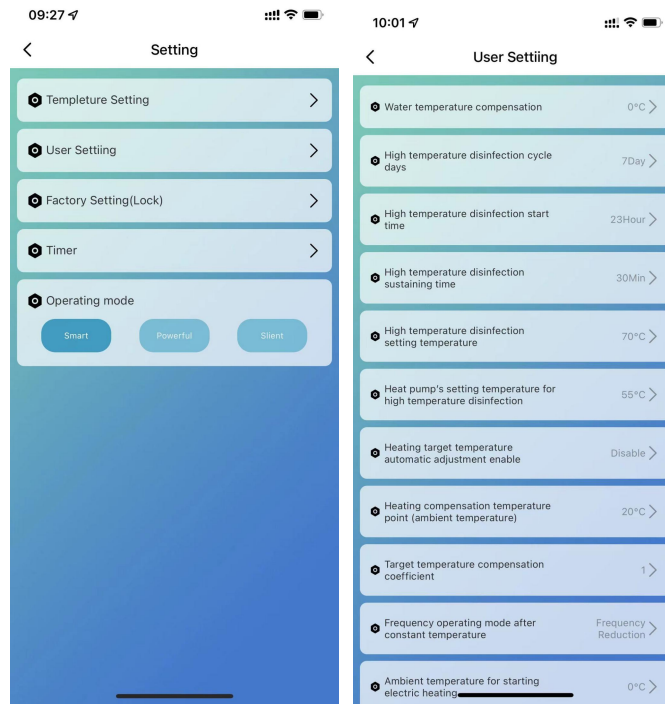 09:27
Setting
Templeture Setting
User Settiing
Factory Setting(Lock)
Timer
Operating mode
Smart
Powerful
Slient
10:01
User Settiing
Water temperature compensation
0°C
High temperature disinfection cycle
days
7Day
High temperature disinfection start
time
23Hour
High temperature disinfection
sustaining time
30Min
High temperature disinfection
setting temperature
70°C
Heat pump's setting temperature for
high temperature disinfection
55°C
Heating target temperature
automatic adjustment enable
Disable
Heating compensation temperature
point (ambient temperature)
20°C
Target temperature compensation
coefficient
1
Frequency operating mode after
constant temperature
Frequency
Reduction
Ambient temperature for starting
electric heating
0°C